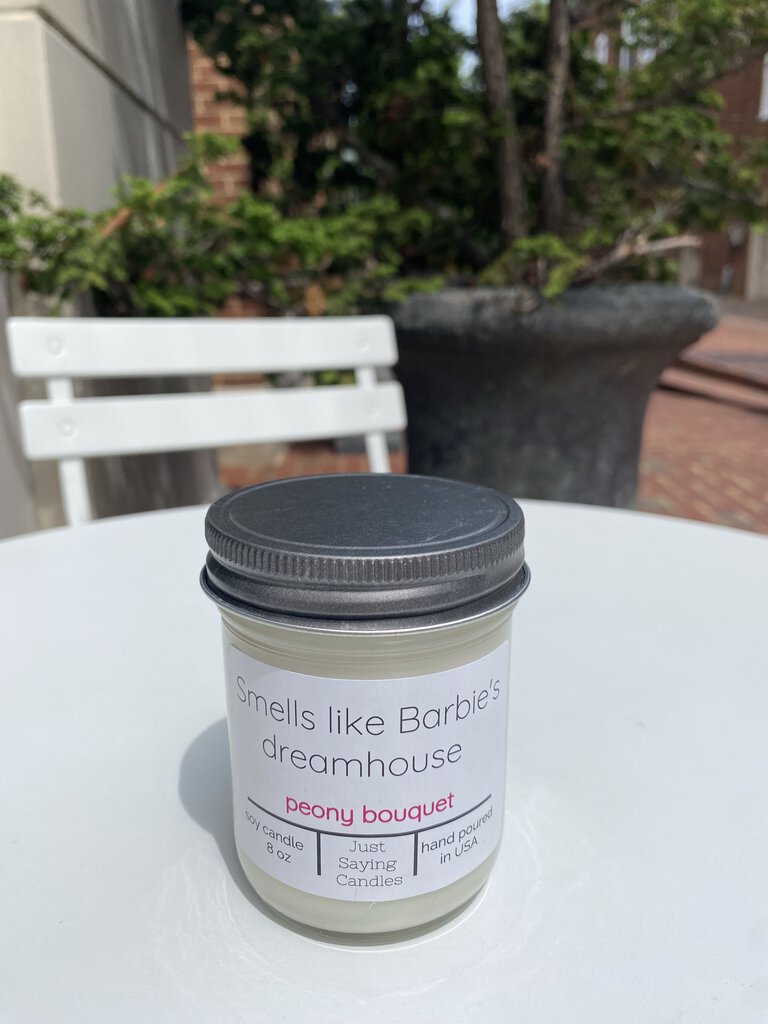 Smells like Barbie's
dreamhouse
peony bouquet
soy candle
8 oz
Just
Saying
Candles
hand poured
in USA